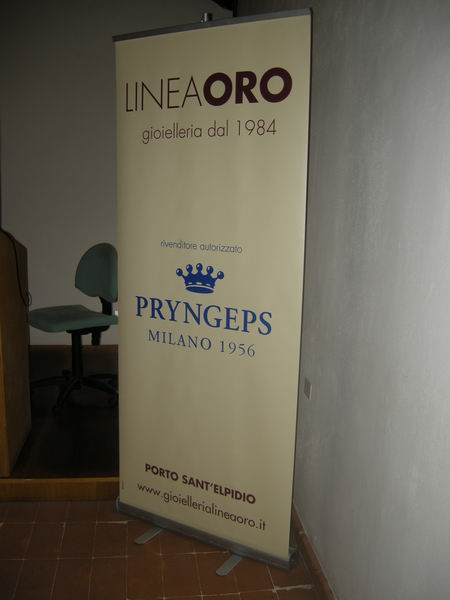 LINEAORO
gioielleria dal 1984
rivenditore autorizzato
PRYNGEPS
MILANO 1956
PORTO SANT'ELPIDIO
www.gioiellerialineaoro.it